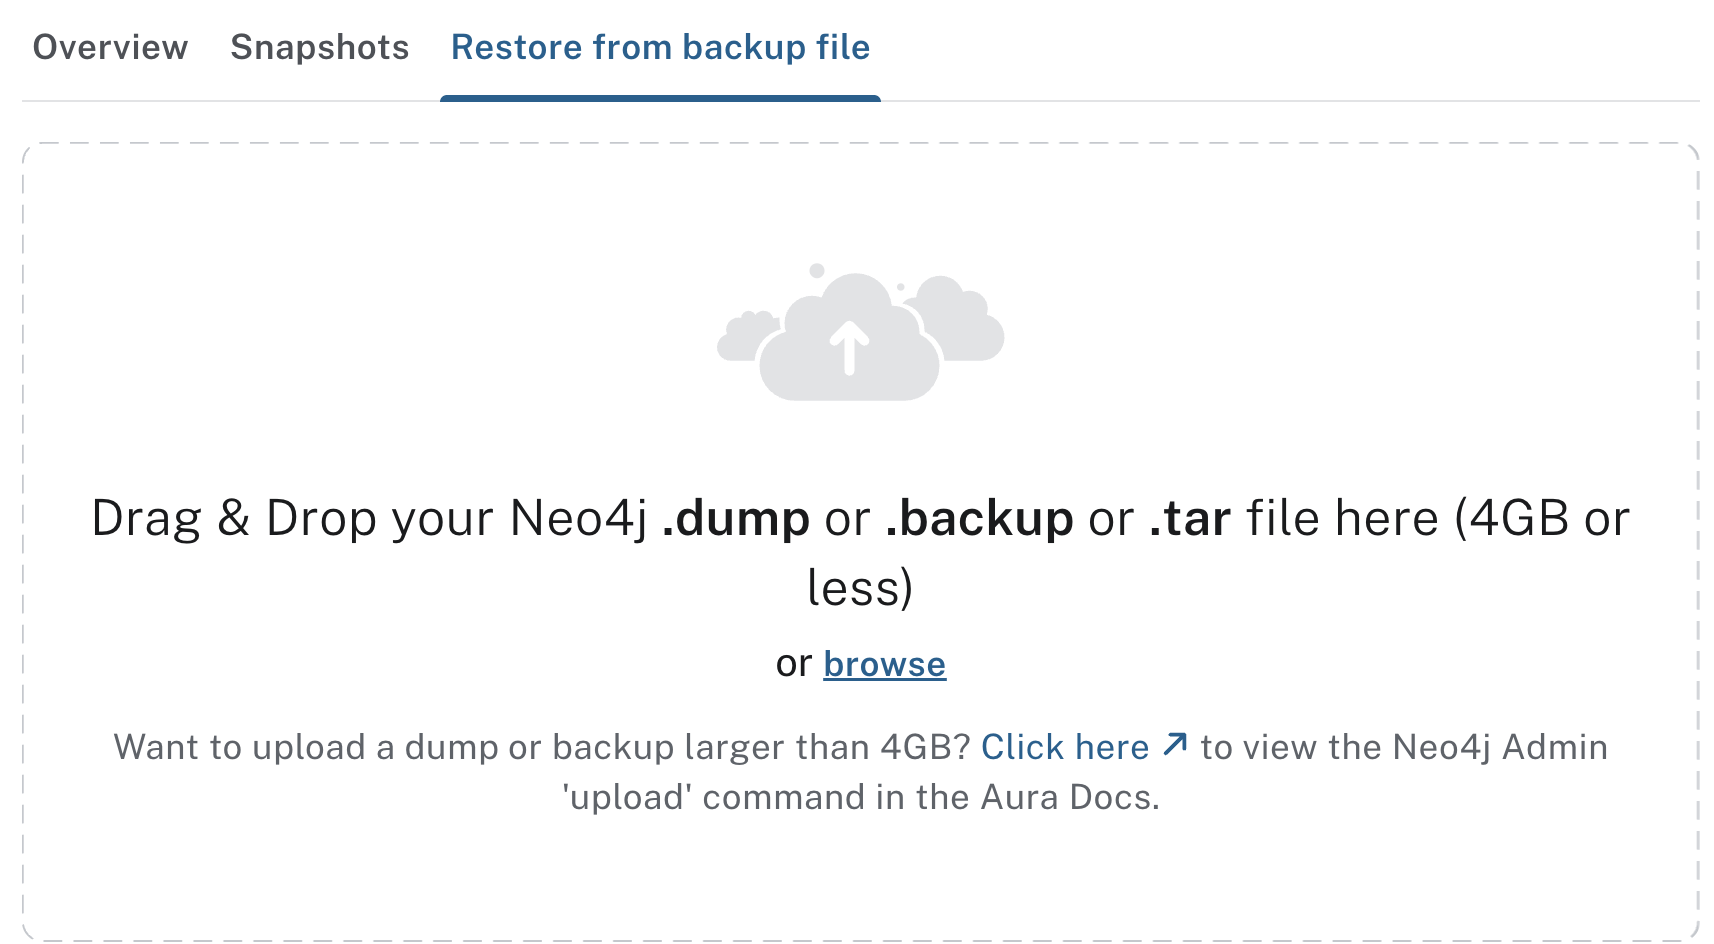 Overview Snapshots Restore from backup file
Drag & Drop your Neo4j .dump or .backup or .tar file here (4GB or
less)
or browse
Want to upload a dump or backup larger than 4GB? Click here to view the Neo4j Admin
'upload' command in the Aura Docs.